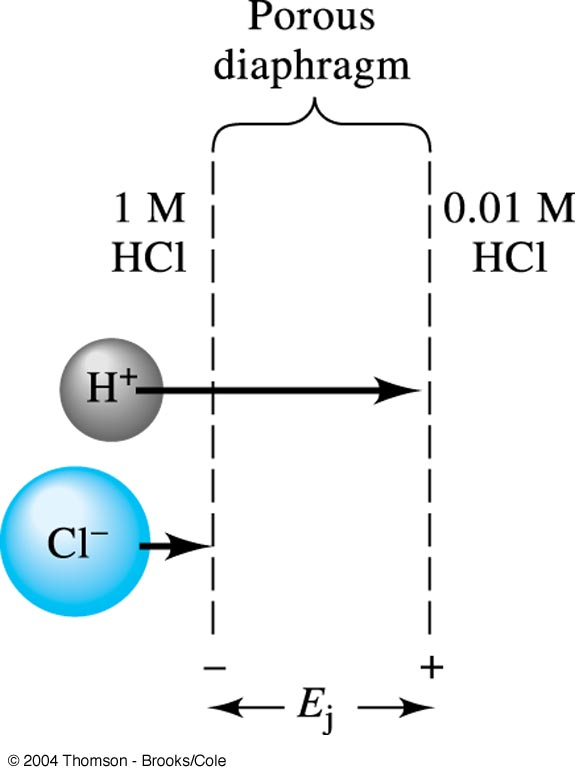 Porous
diaphragm
1 M
HCl
0.01 M
HCl
H⁺
Cl⁻
− +
Eⱼ
© 2004 Thomson - Brooks/Cole